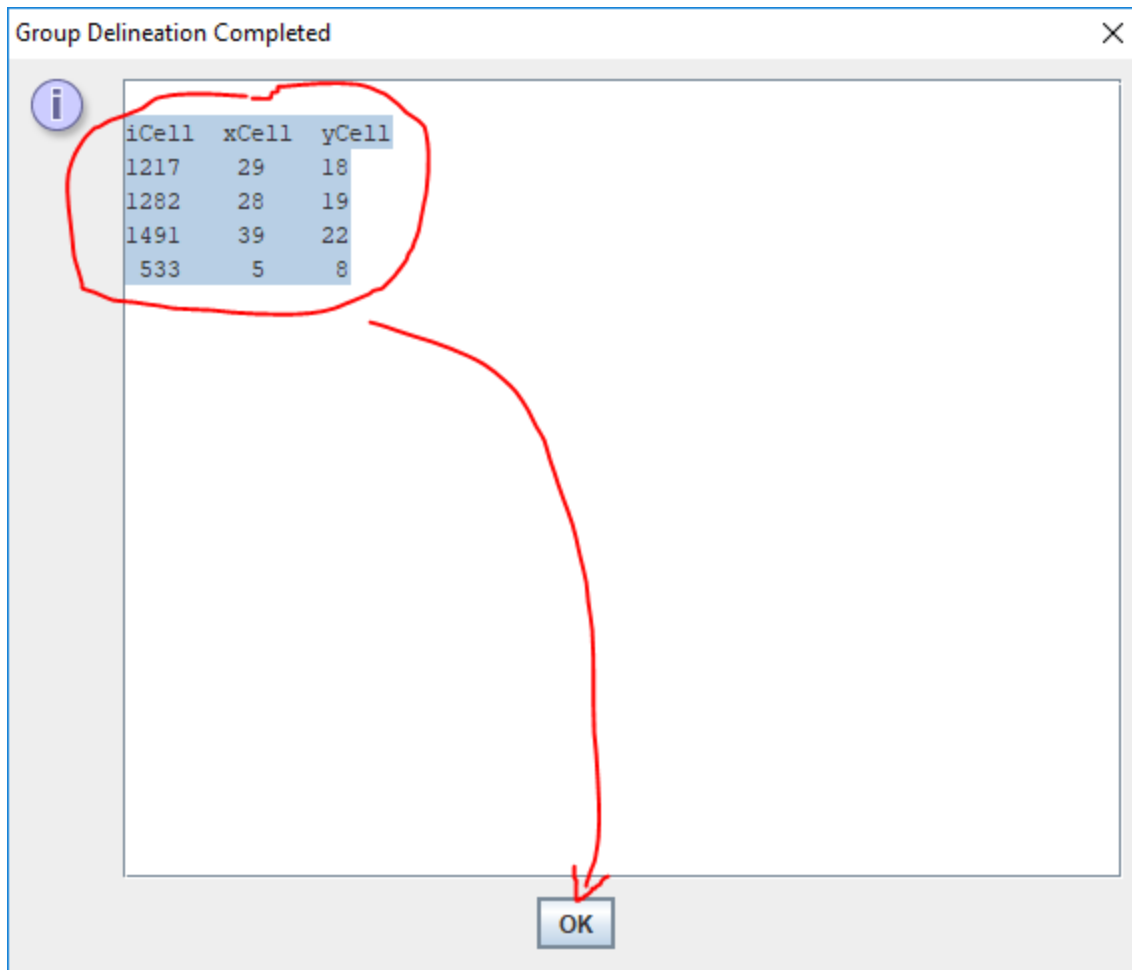 Group Delineation Completed
iCell xCell yCell
1217 29 18
1282 28 19
1491 39 22
533 5 8
OK